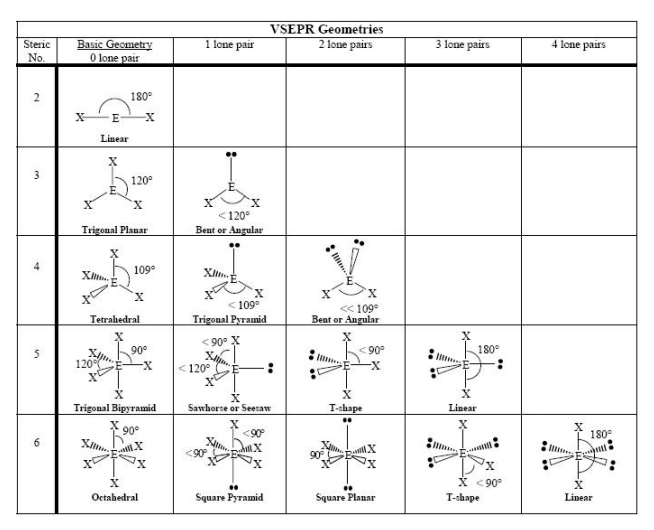 VSEPR Geometries
Steric No. Basic Geometry 0 lone pair 1 lone pair 2 lone pairs 3 lone pairs 4 lone pairs
2
180°
X E X
Linear
3
X
120°
E
X X
Trigonal Planar
E
X X
< 120°
Bent or Angular
4
X
109°
X E
X X
Tetrahedral
X E
X X
< 109°
Trigonal Pyramid
E
X X
<< 109°
Bent or Angular
5
X
90°
X
120° E X
X
X
Trigonal Bipyramid
< 90° X
X
< 120° E
X
X
Sawhorse or Seesaw
X
< 90°
E X
X
T-shape
X
180°
E
X
Linear
6
X
90°
X E X
X X
X
Octahedral
X
<90°
X X
<90° E
X X
Square Pyramid
X X
90° E
X X
Square Planar
X
E
X
X < 90°
T-shape
X
180°
E
X
Linear